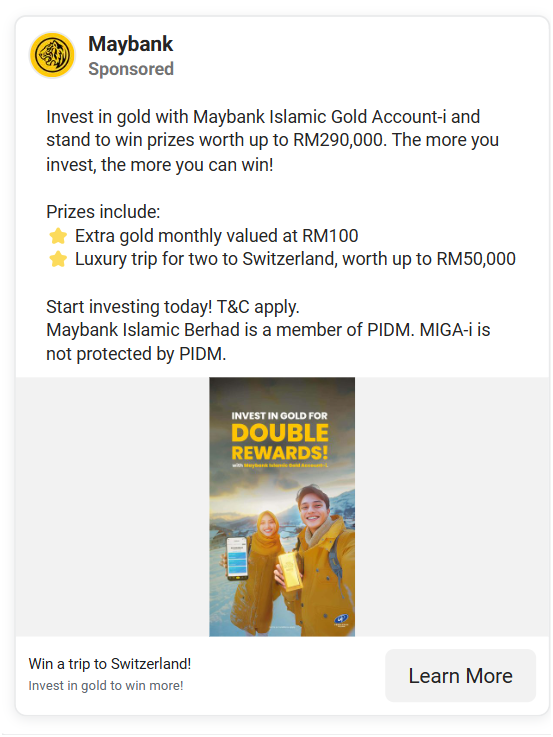 Maybank
Sponsored
Invest in gold with Maybank Islamic Gold Account-i and
stand to win prizes worth up to RM290,000. The more you
invest, the more you can win!
Prizes include:
⭐ Extra gold monthly valued at RM100
⭐ Luxury trip for two to Switzerland, worth up to RM50,000
Start investing today! T&C apply.
Maybank Islamic Berhad is a member of PIDM. MIGA-i is
not protected by PIDM.
INVEST IN GOLD FOR
DOUBLE
REWARDS!
with Maybank Islamic Gold Account-i.
Win a trip to Switzerland!
Invest in gold to win more!
Learn More